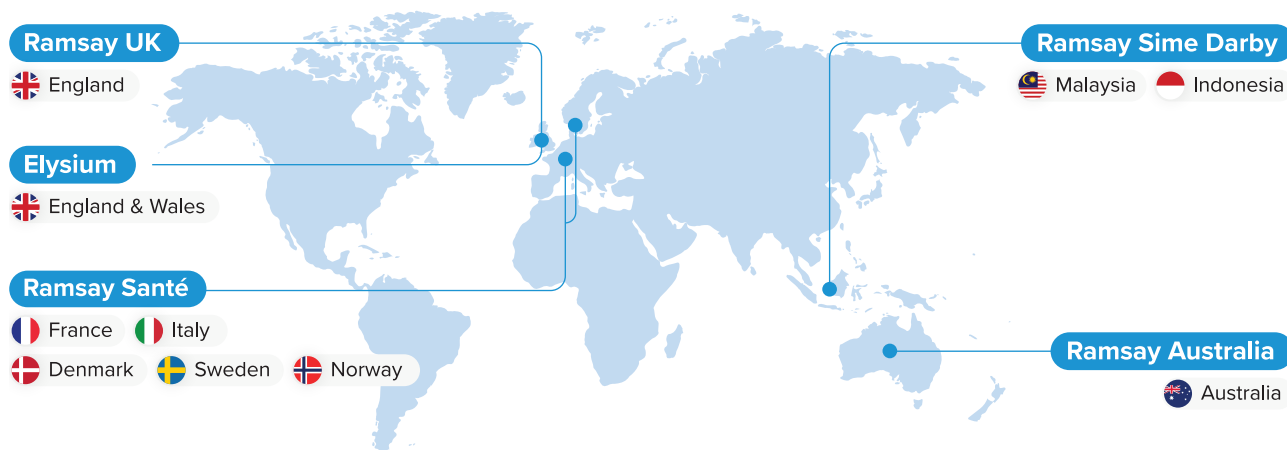 Ramsay UK
England
Elysium
England & Wales
Ramsay Santé
France Italy
Denmark Sweden Norway
Ramsay Sime Darby
Malaysia Indonesia
Ramsay Australia
Australia